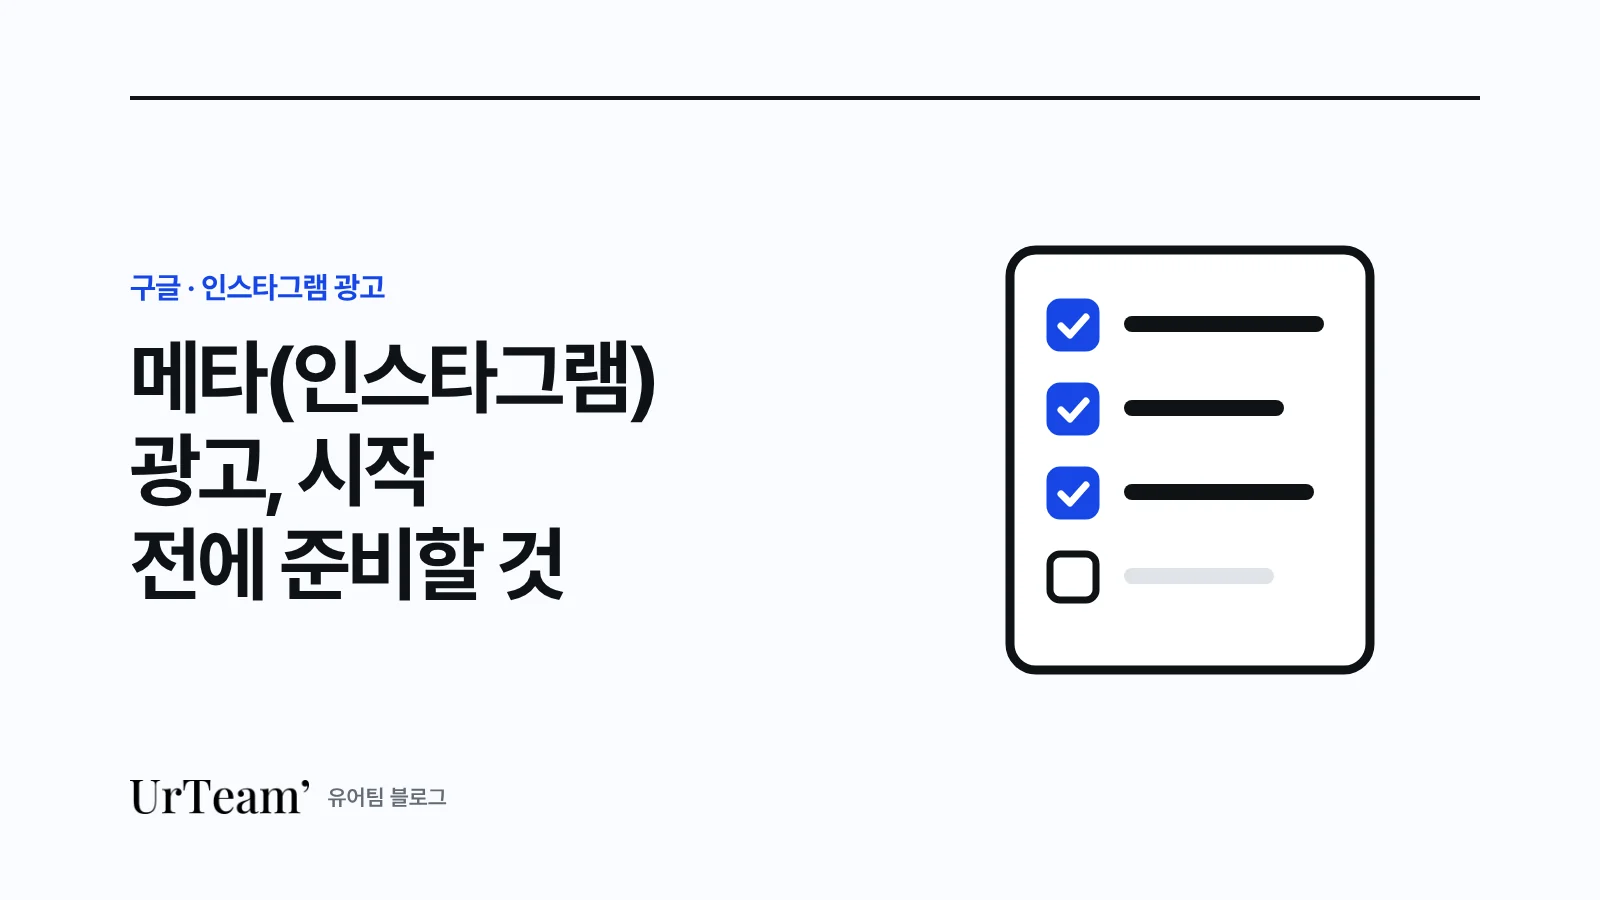 구글 · 인스타그램 광고
메타(인스타그램)
광고, 시작
전에 준비할 것
UrTeam’ 유어팀 블로그